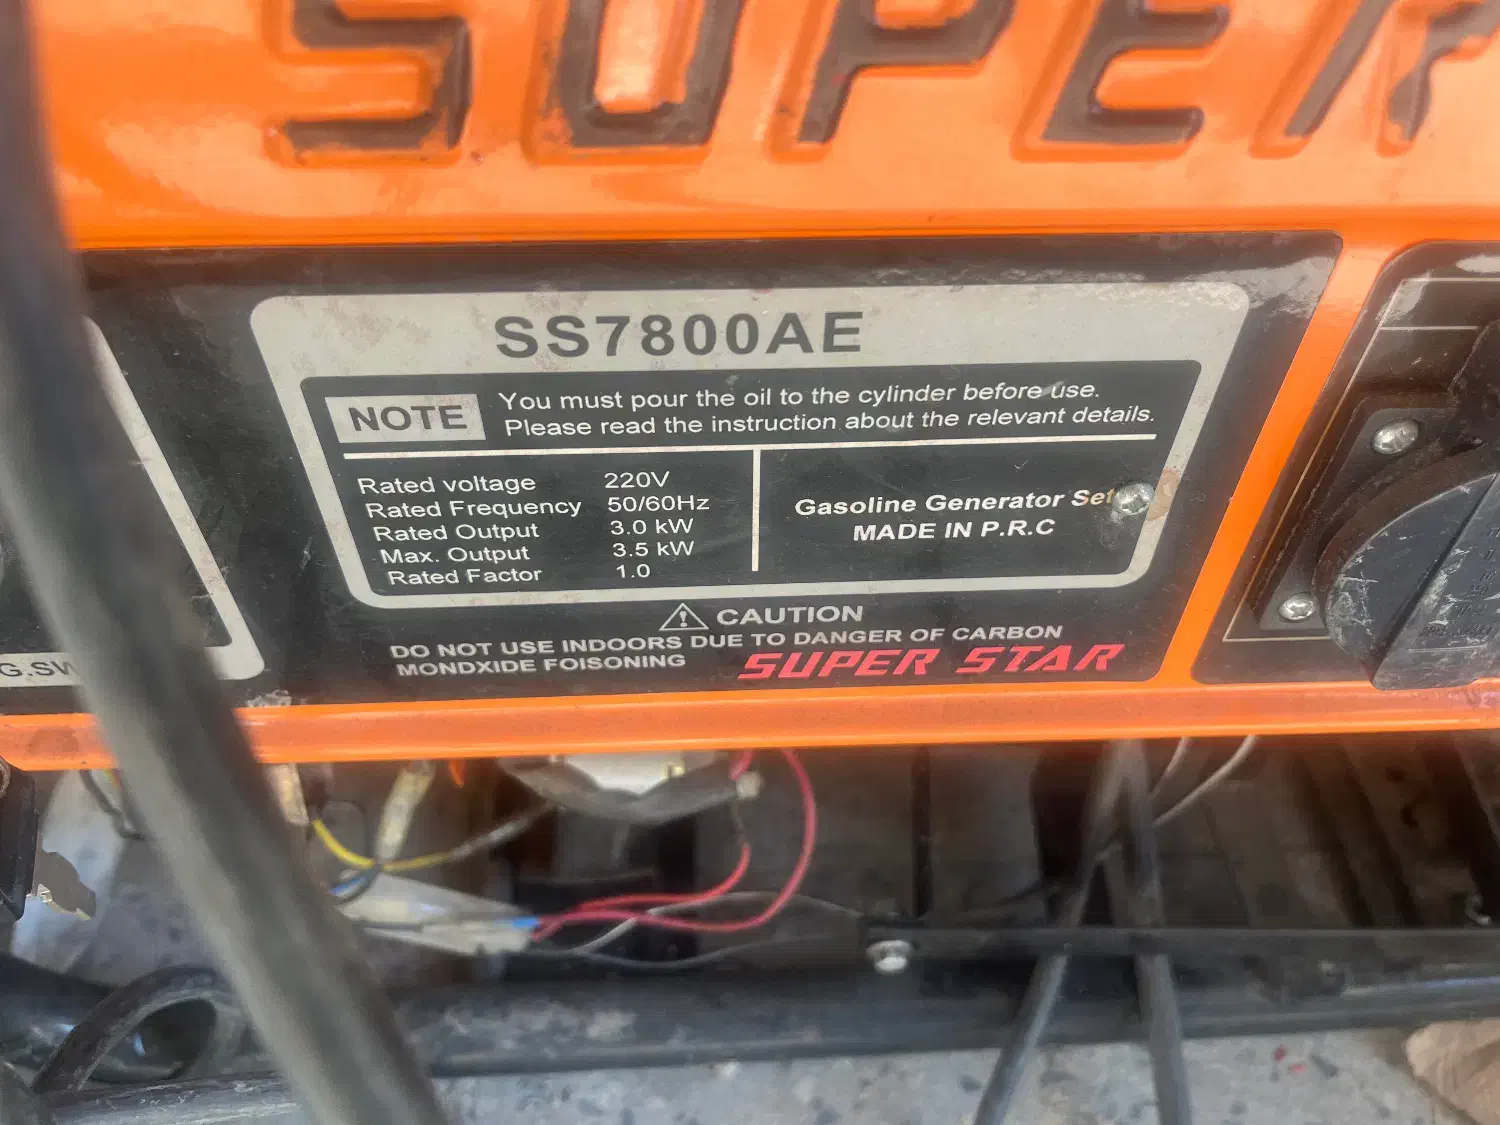 SUPER
SS7800AE
NOTE
You must pour the oil to the cylinder before use.
Please read the instruction about the relevant details.
Rated voltage 220V
Rated Frequency 50/60Hz
Rated Output 3.0 kW
Max. Output 3.5 kW
Rated Factor 1.0
Gasoline Generator Set
MADE IN P.R.C
CAUTION
DO NOT USE INDOORS DUE TO DANGER OF CARBON
MONDXIDE FOISONING
SUPER STAR
G.SW